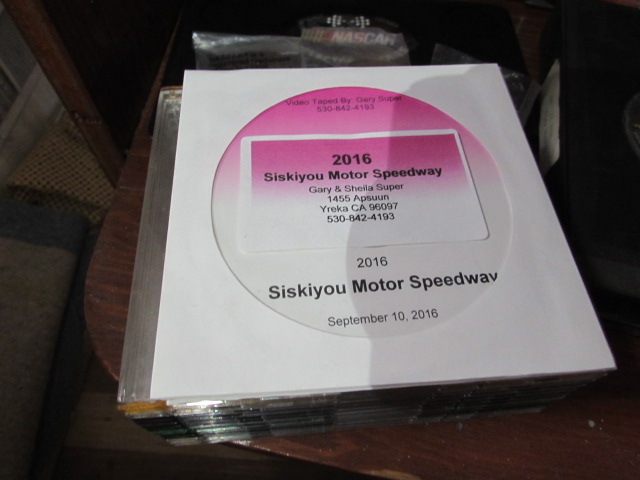 NASCAR
Video Taped By Gary Super
530-842-4193
2016
Siskiyou Motor Speedway
Gary & Sheila Super
1455 Apsuun
Yreka CA 96097
530-842-4193
2016
Siskiyou Motor Speedway
September 10, 2016